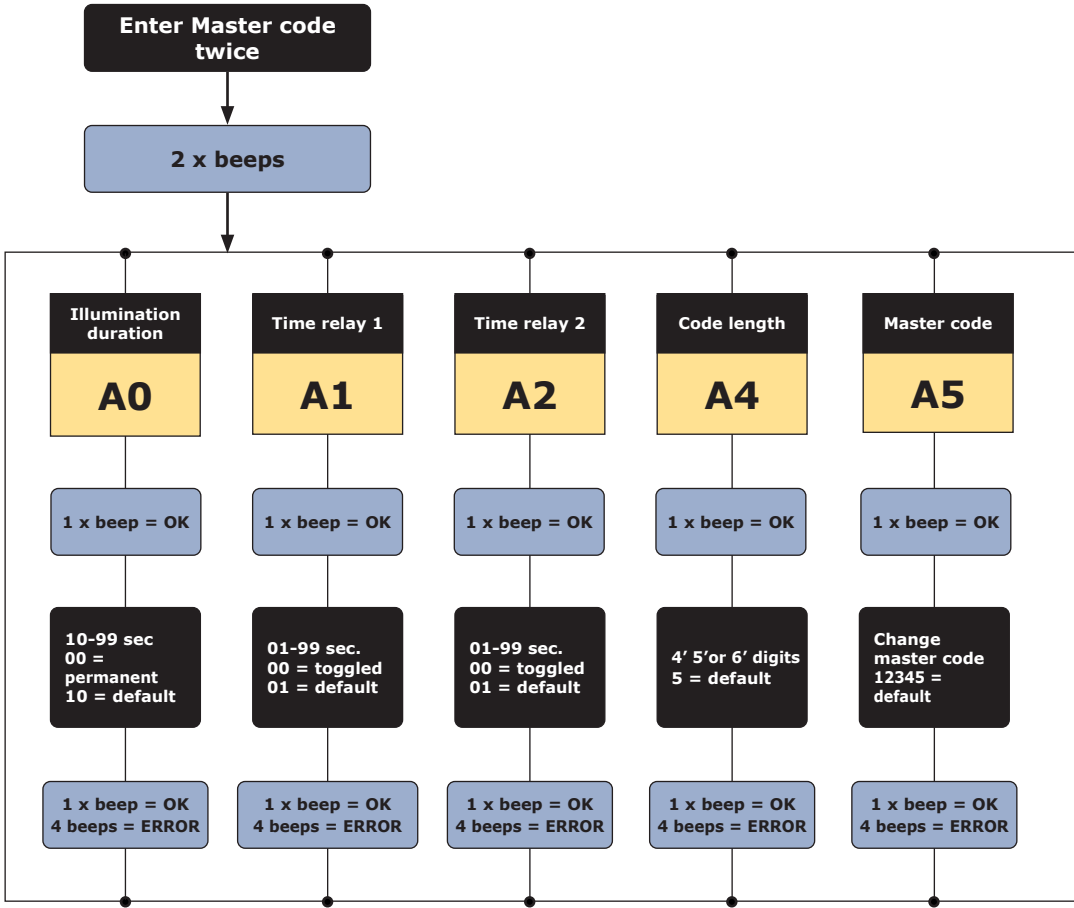 Enter Master code
twice
2 x beeps
Illumination
duration
A0
1 x beep = OK
10-99 sec
00 =
permanent
10 = default
1 x beep = OK
4 beeps = ERROR
Time relay 1
A1
1 x beep = OK
01-99 sec.
00 = toggled
01 = default
1 x beep = OK
4 beeps = ERROR
Time relay 2
A2
1 x beep = OK
01-99 sec.
00 = toggled
01 = default
1 x beep = OK
4 beeps = ERROR
Code length
A4
1 x beep = OK
4’ 5’or 6’ digits
5 = default
1 x beep = OK
4 beeps = ERROR
Master code
A5
1 x beep = OK
Change
master code
12345 =
default
1 x beep = OK
4 beeps = ERROR